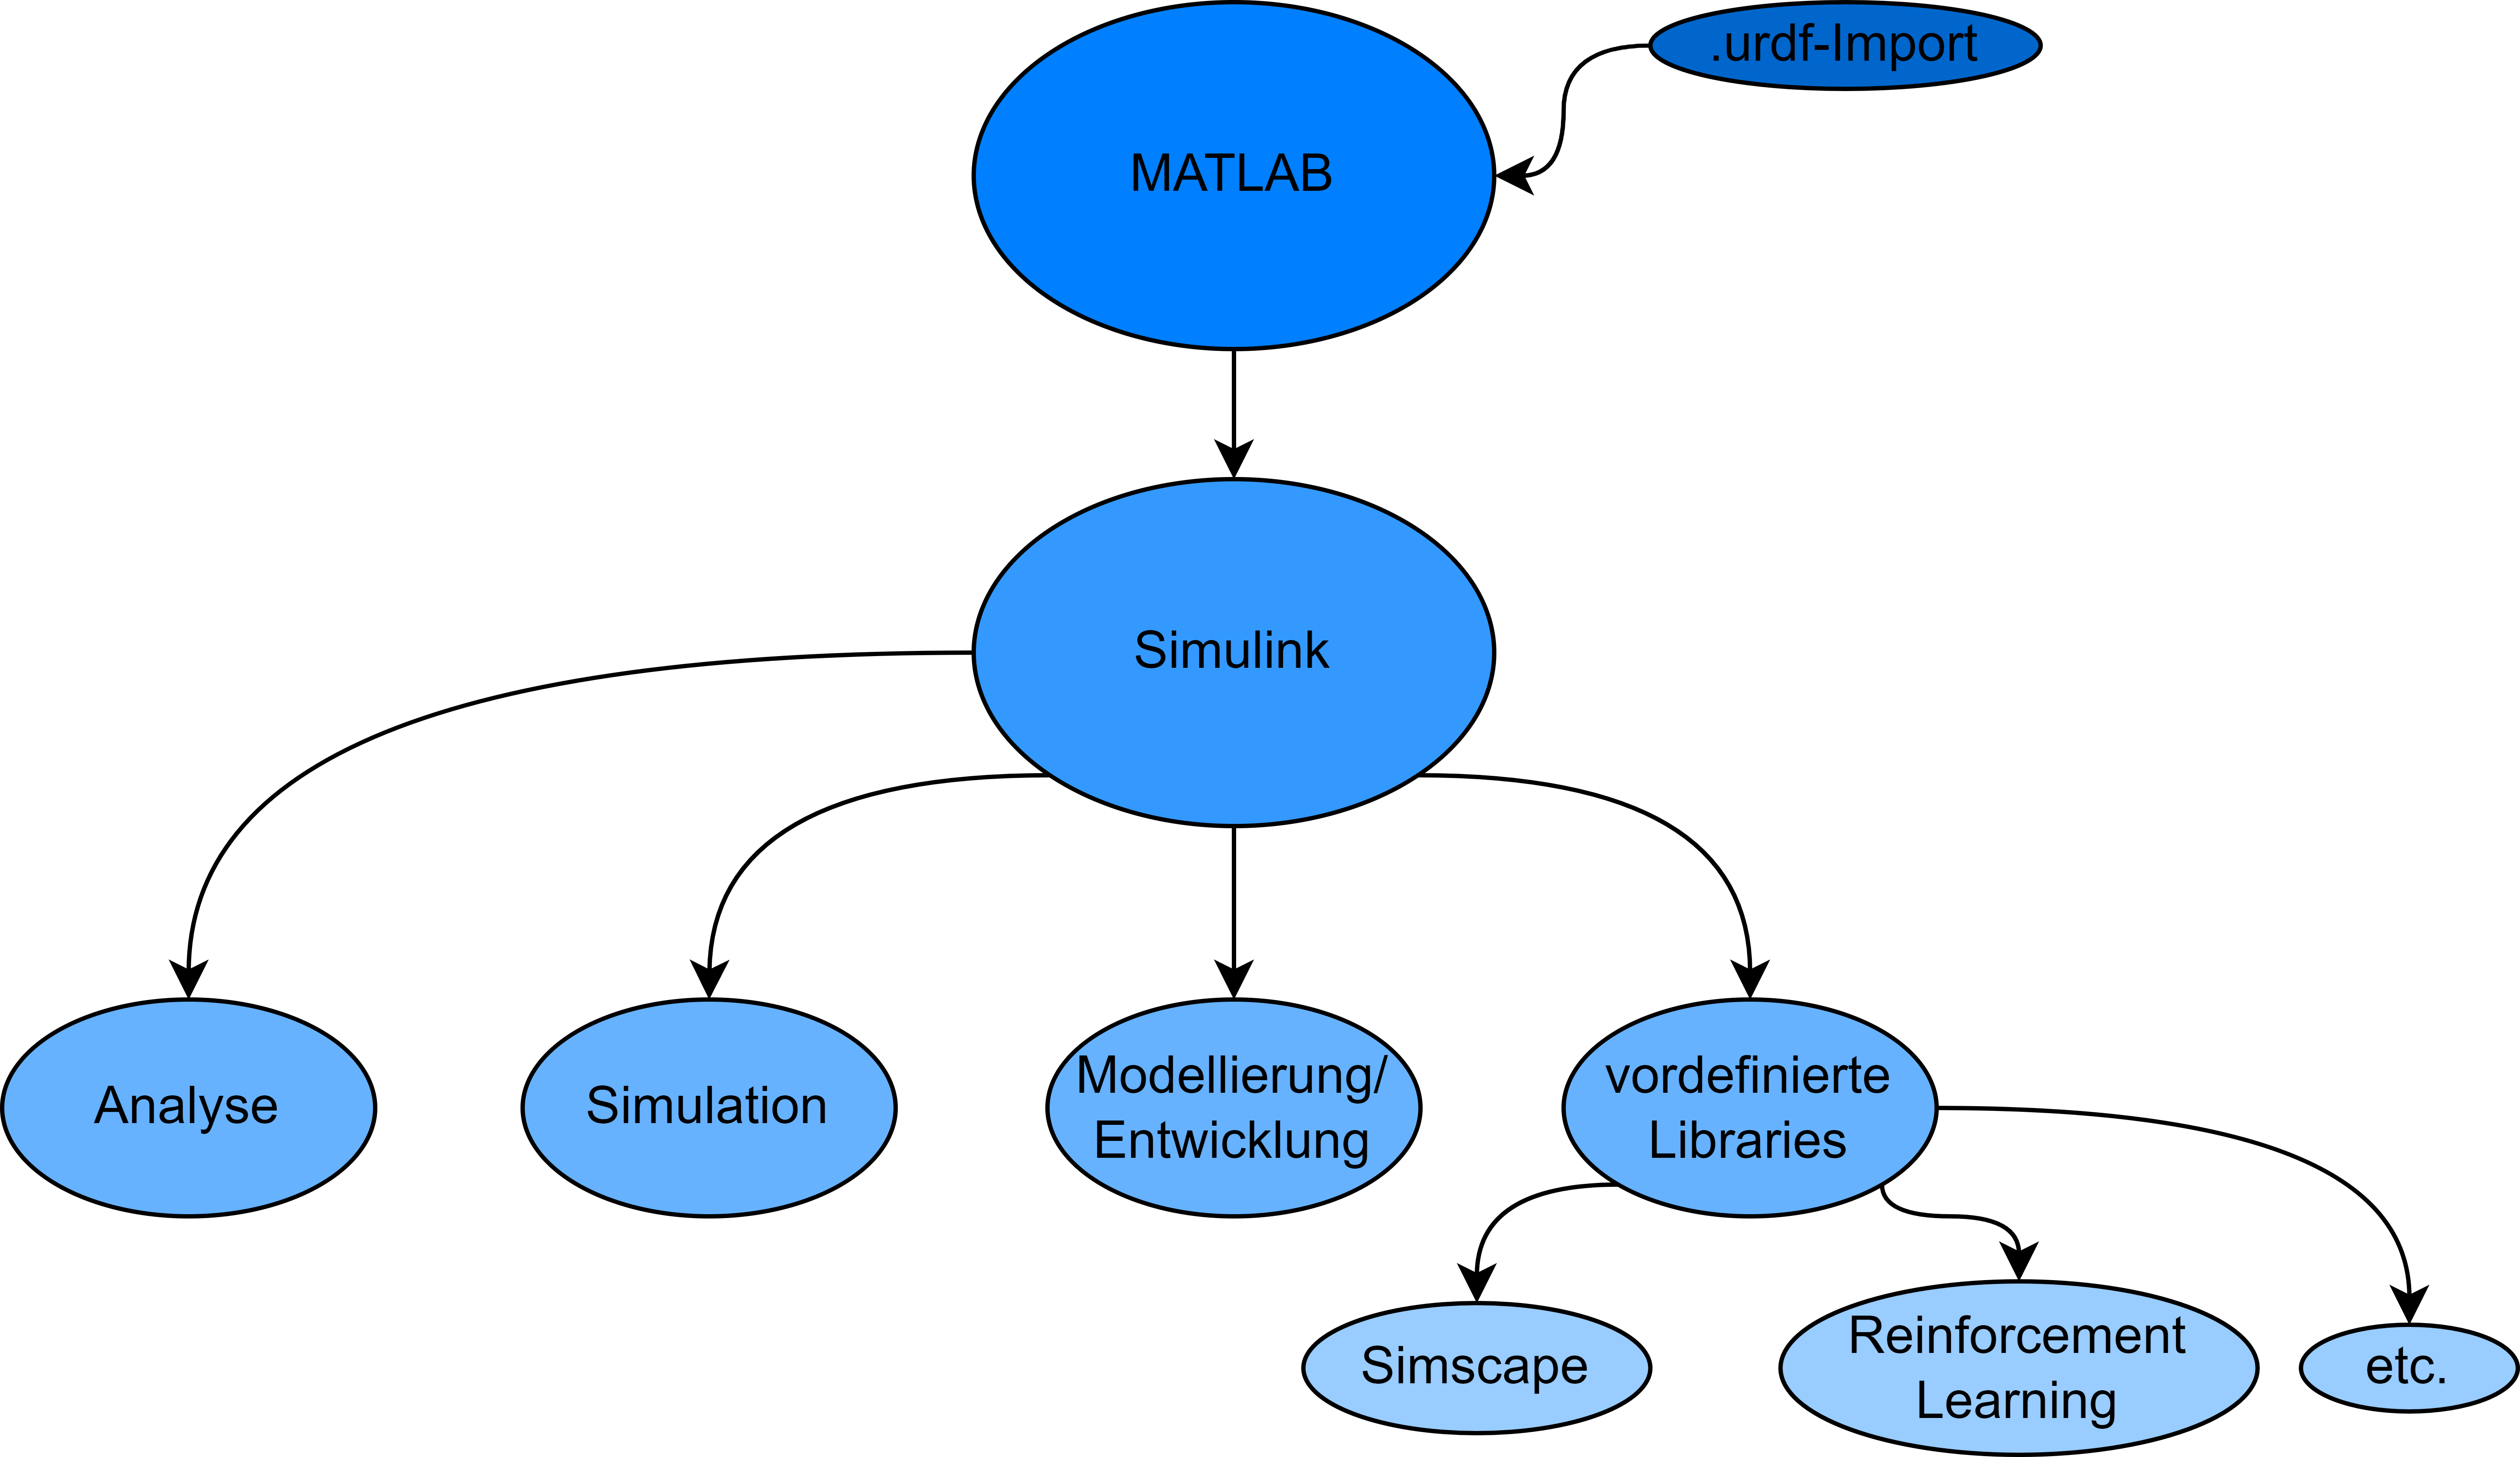 .urdf-Import
MATLAB
Simulink
Analyse
Simulation
Modellierung/
Entwicklung
vordefinierte
Libraries
Simscape
Reinforcement
Learning
etc.